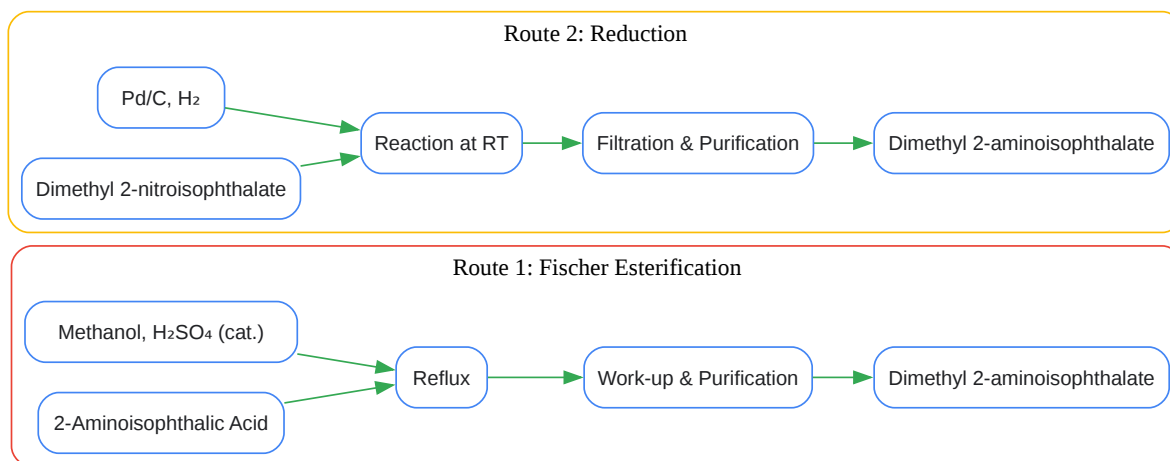 Route 2: Reduction
Pd/C, H₂
Dimethyl 2-nitroisophthalate
Reaction at RT
Filtration & Purification
Dimethyl 2-aminoisophthalate
Route 1: Fischer Esterification
Methanol, H₂SO₄ (cat.)
2-Aminoisophthalic Acid
Reflux
Work-up & Purification
Dimethyl 2-aminoisophthalate